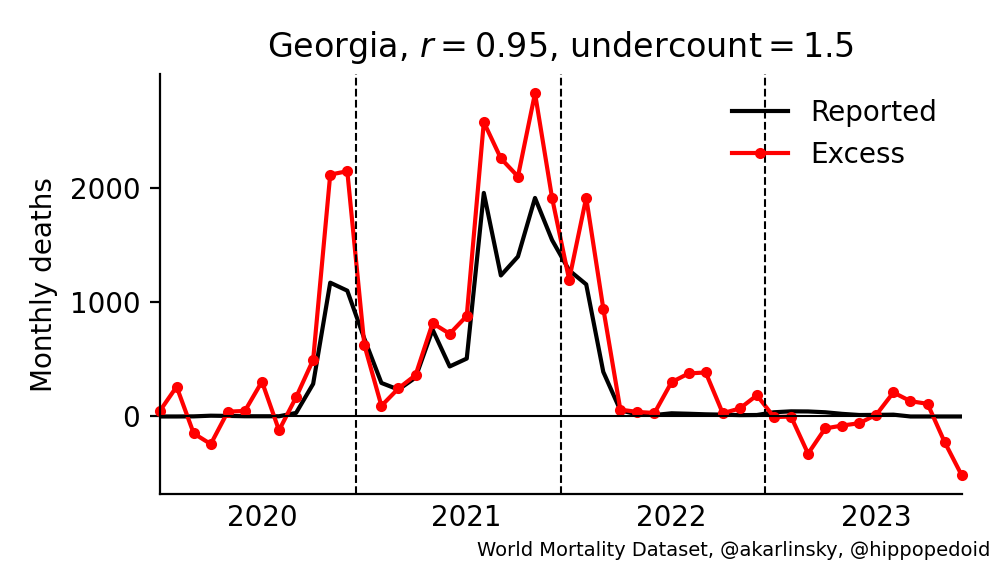 Georgia, r = 0.95, undercount = 1.5
Reported
Excess
Monthly deaths
2000
1000
0
2020 2021 2022 2023
World Mortality Dataset, @akarlinsky, @hippopedoid